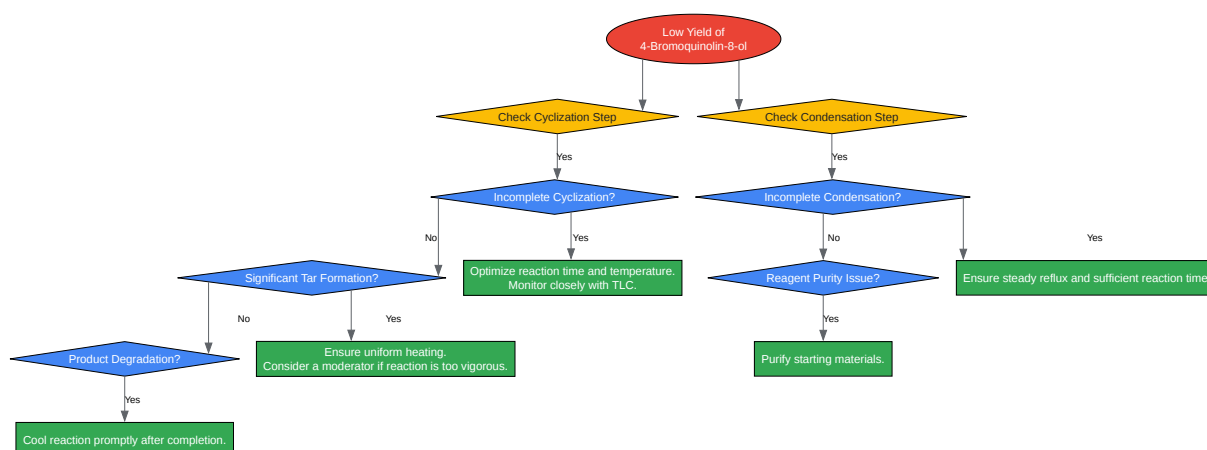 Low Yield of
4-Bromoquinolin-8-ol
Check Cyclization Step
Check Condensation Step
Yes
Yes
Incomplete Cyclization?
Incomplete Condensation?
No
Yes
No
Yes
Significant Tar Formation?
Optimize reaction time and temperature.
Monitor closely with TLC.
Reagent Purity Issue?
Ensure steady reflux and sufficient reaction time
No
Yes
Yes
Product Degradation?
Ensure uniform heating.
Consider a moderator if reaction is too vigorous.
Purify starting materials.
Yes
Cool reaction promptly after completion.